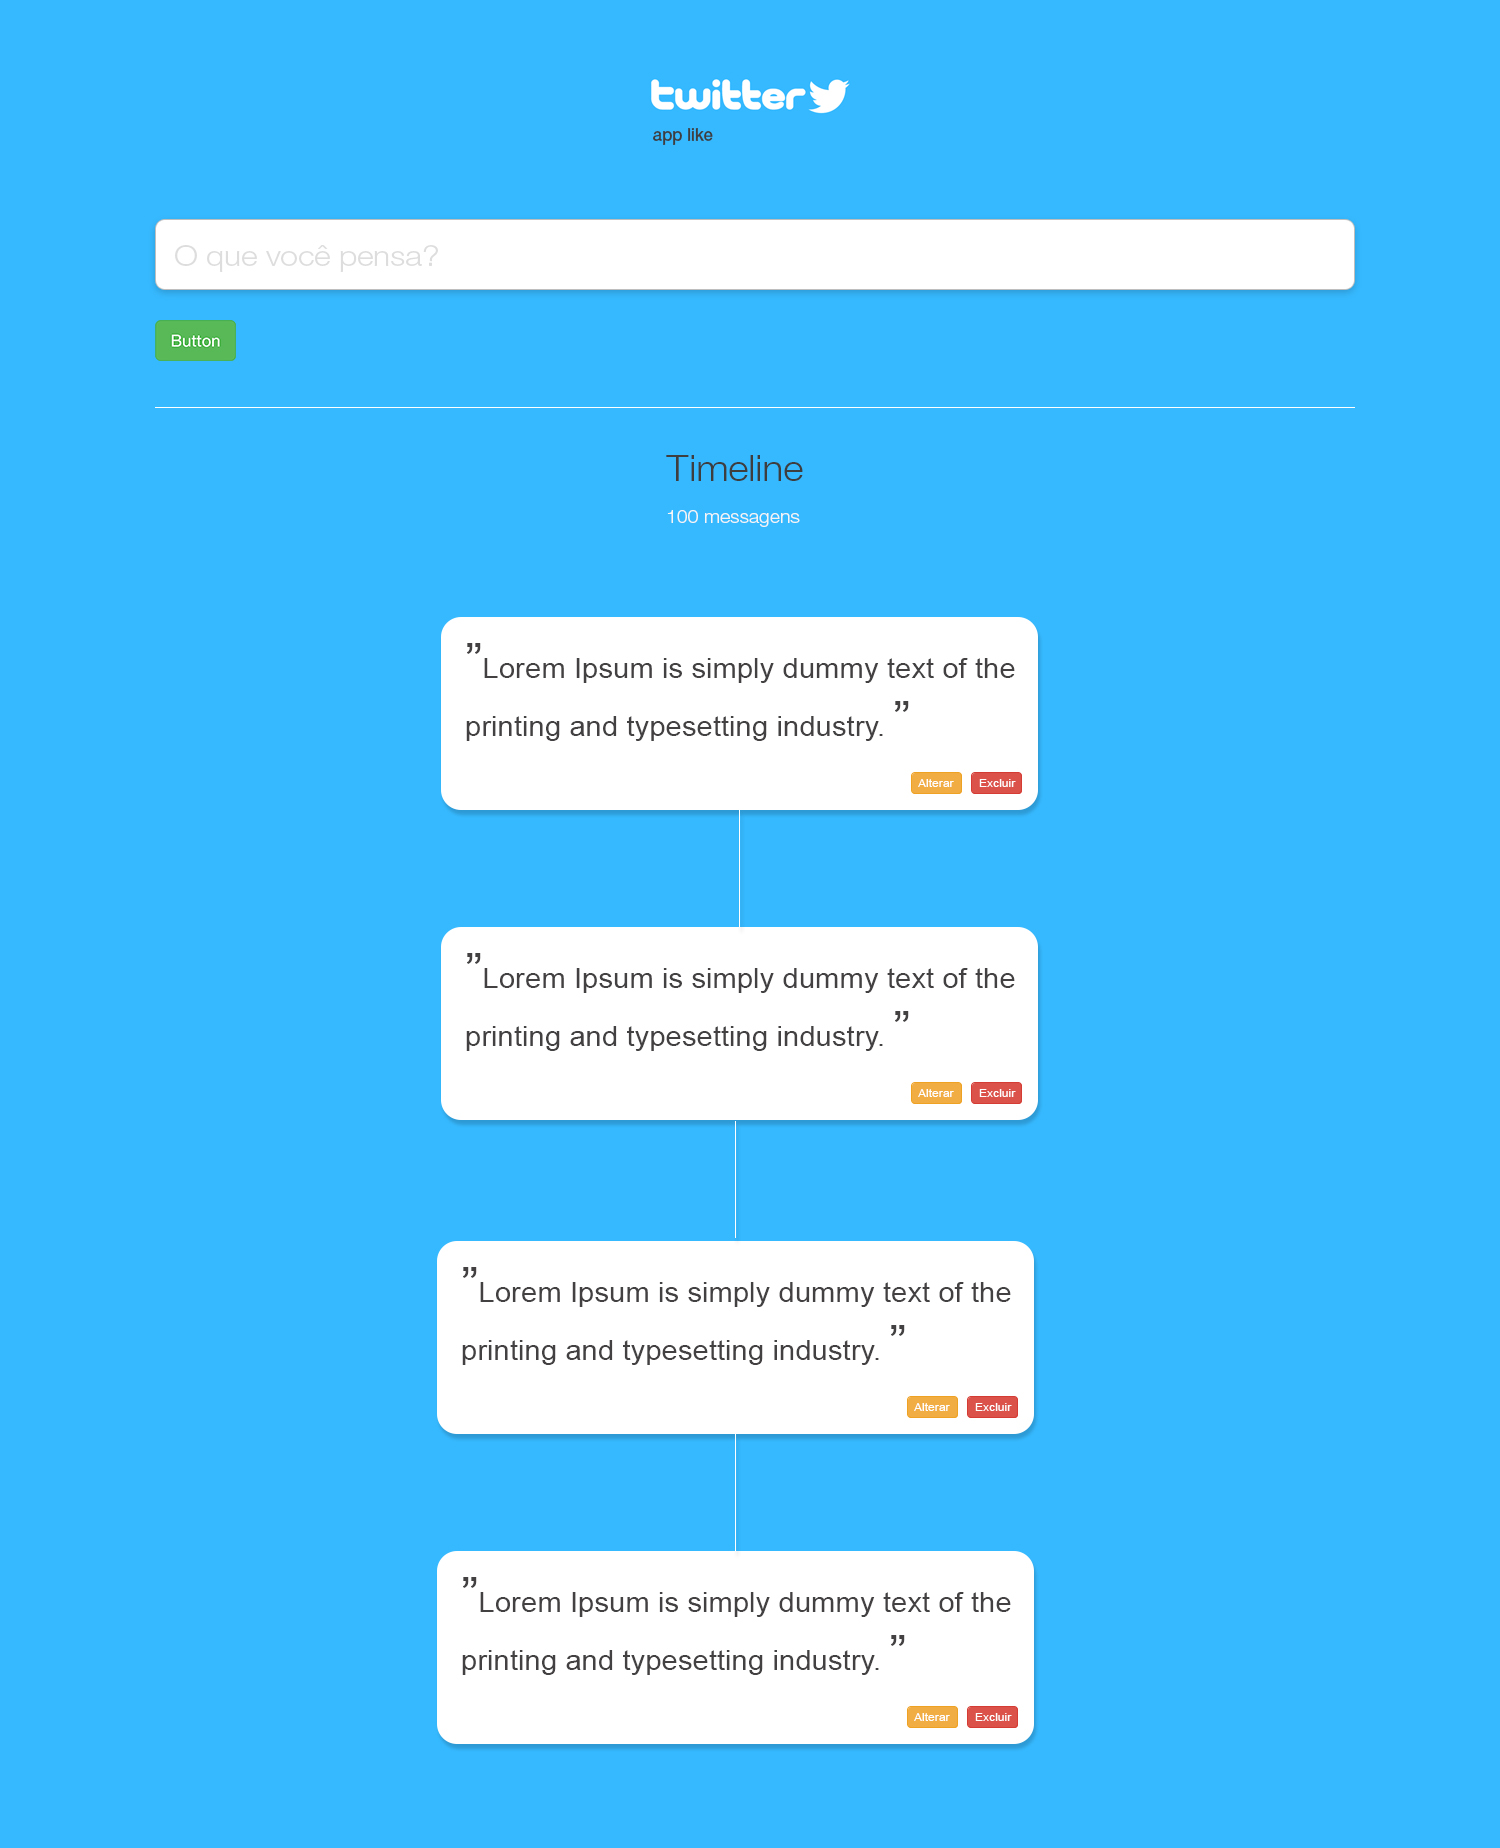 twitter
app like
O que você pensa?
Button
Timeline
100 messagens
”Lorem Ipsum is simply dummy text of the
printing and typesetting industry. ”
Alterar Excluir
”Lorem Ipsum is simply dummy text of the
printing and typesetting industry. ”
Alterar Excluir
”Lorem Ipsum is simply dummy text of the
printing and typesetting industry. ”
Alterar Excluir
”Lorem Ipsum is simply dummy text of the
printing and typesetting industry. ”
Alterar Excluir